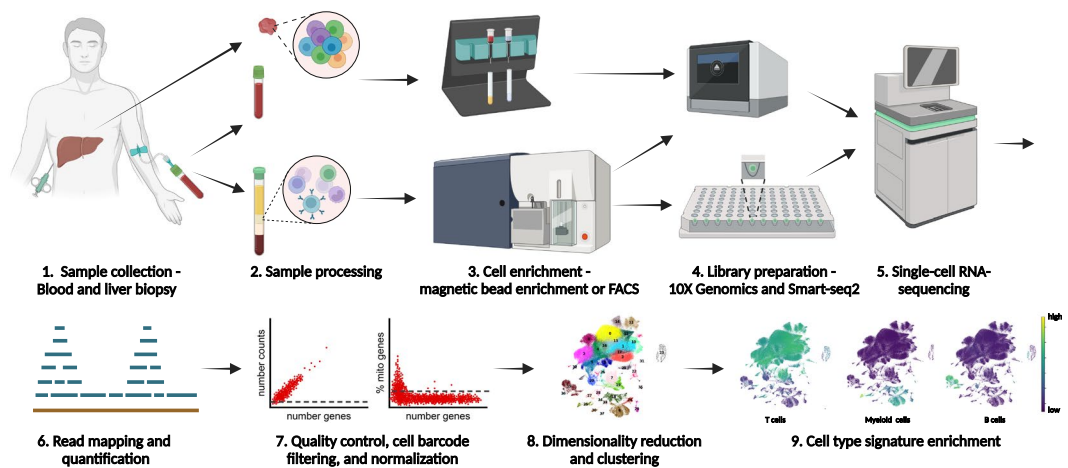 1. Sample collection -
Blood and liver biopsy
2. Sample processing
3. Cell enrichment -
magnetic bead enrichment or FACS
4. Library preparation -
10X Genomics and Smart-seq2
5. Single-cell RNA-
sequencing
number counts
number genes
% mito genes
number genes
T cells
Myeloid cells
B cells
high
low
6. Read mapping and
quantification
7. Quality control, cell barcode
filtering, and normalization
8. Dimensionality reduction
and clustering
9. Cell type signature enrichment